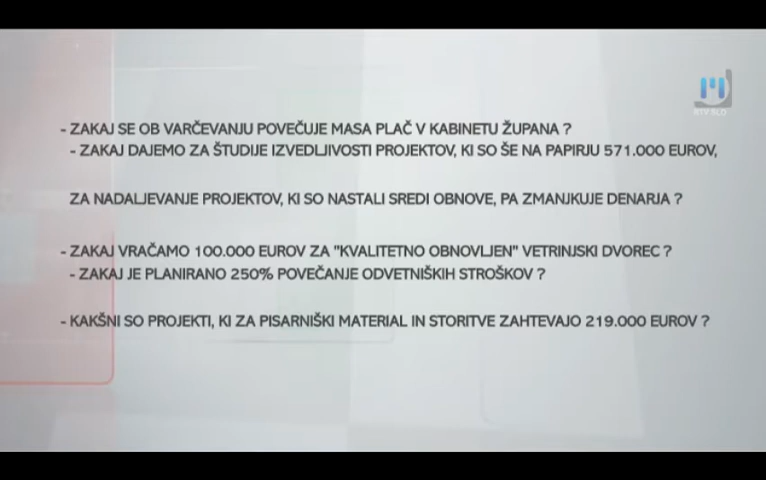 - ZAKAJ SE OB VARČEVANJU POVEČUJE MASA PLAČ V KABINETU ŽUPANA ?
- ZAKAJ DAJEMO ZA ŠTUDIJE IZVEDLJIVOSTI PROJEKTOV, KI SO ŠE NA PAPIRJU 571.000 EUROV,
ZA NADALJEVANJE PROJEKTOV, KI SO NASTALI SREDI OBNOVE, PA ZMANJKUJE DENARJA ?
- ZAKAJ VRAČAMO 100.000 EUROV ZA "KVALITETNO OBNOVLJEN" VETRINJSKI DVOREC ?
- ZAKAJ JE PLANIRANO 250% POVEČANJE ODVETNIŠKIH STROŠKOV ?
- KAKŠNI SO PROJEKTI, KI ZA PISARNIŠKI MATERIAL IN STORITVE ZAHTEVAJO 219.000 EUROV ?
RTV SLO